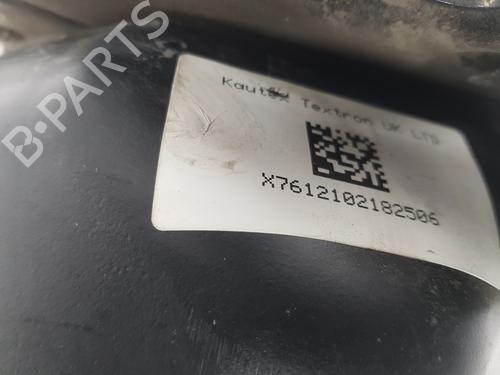 B-PARTS
Kautex Textron UK LTD
X7612102182506